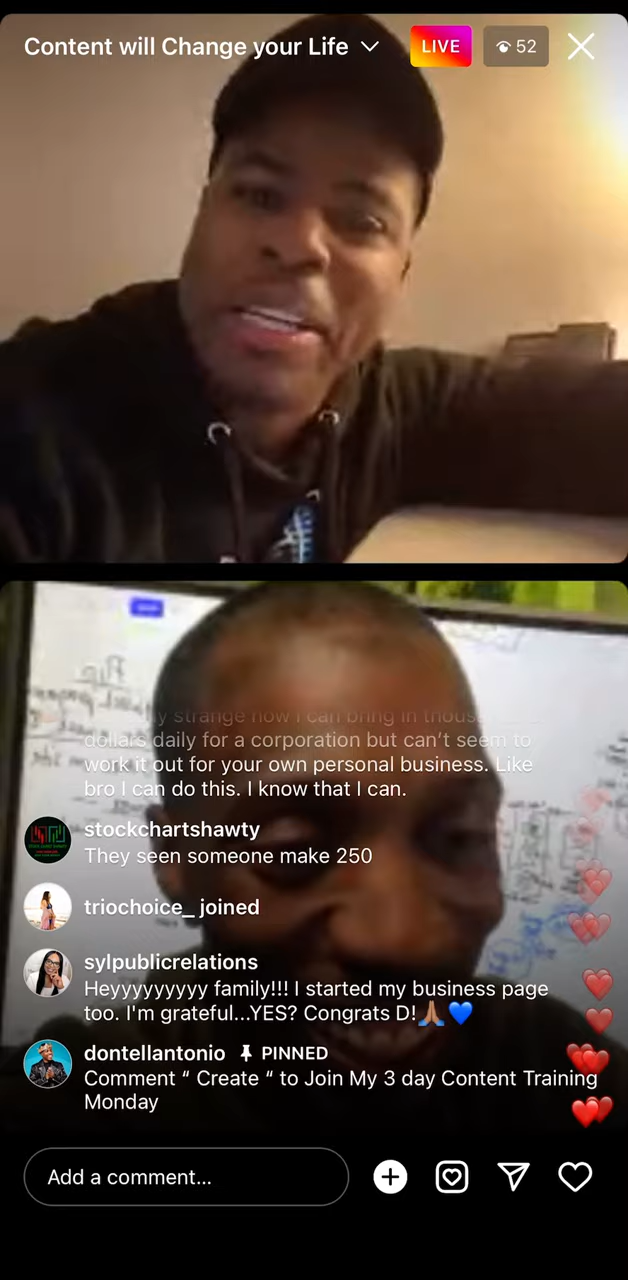 Content will Change your Life
LIVE
52
strange how I can bring in
dollars daily for a corporation but can't seem to
work it out for your own personal business. Like
bro I can do this. I know that I can.
stockchartshawty
They seen someone make 250
triochoice_ joined
sylpublicrelations
Heyyyyyyyyy family!!! I started my business page
too. I'm grateful...YES? Congrats D!🙏🏾💙
dontellantonio PINNED
Comment “ Create “ to Join My 3 day Content Training
Monday
Add a comment...